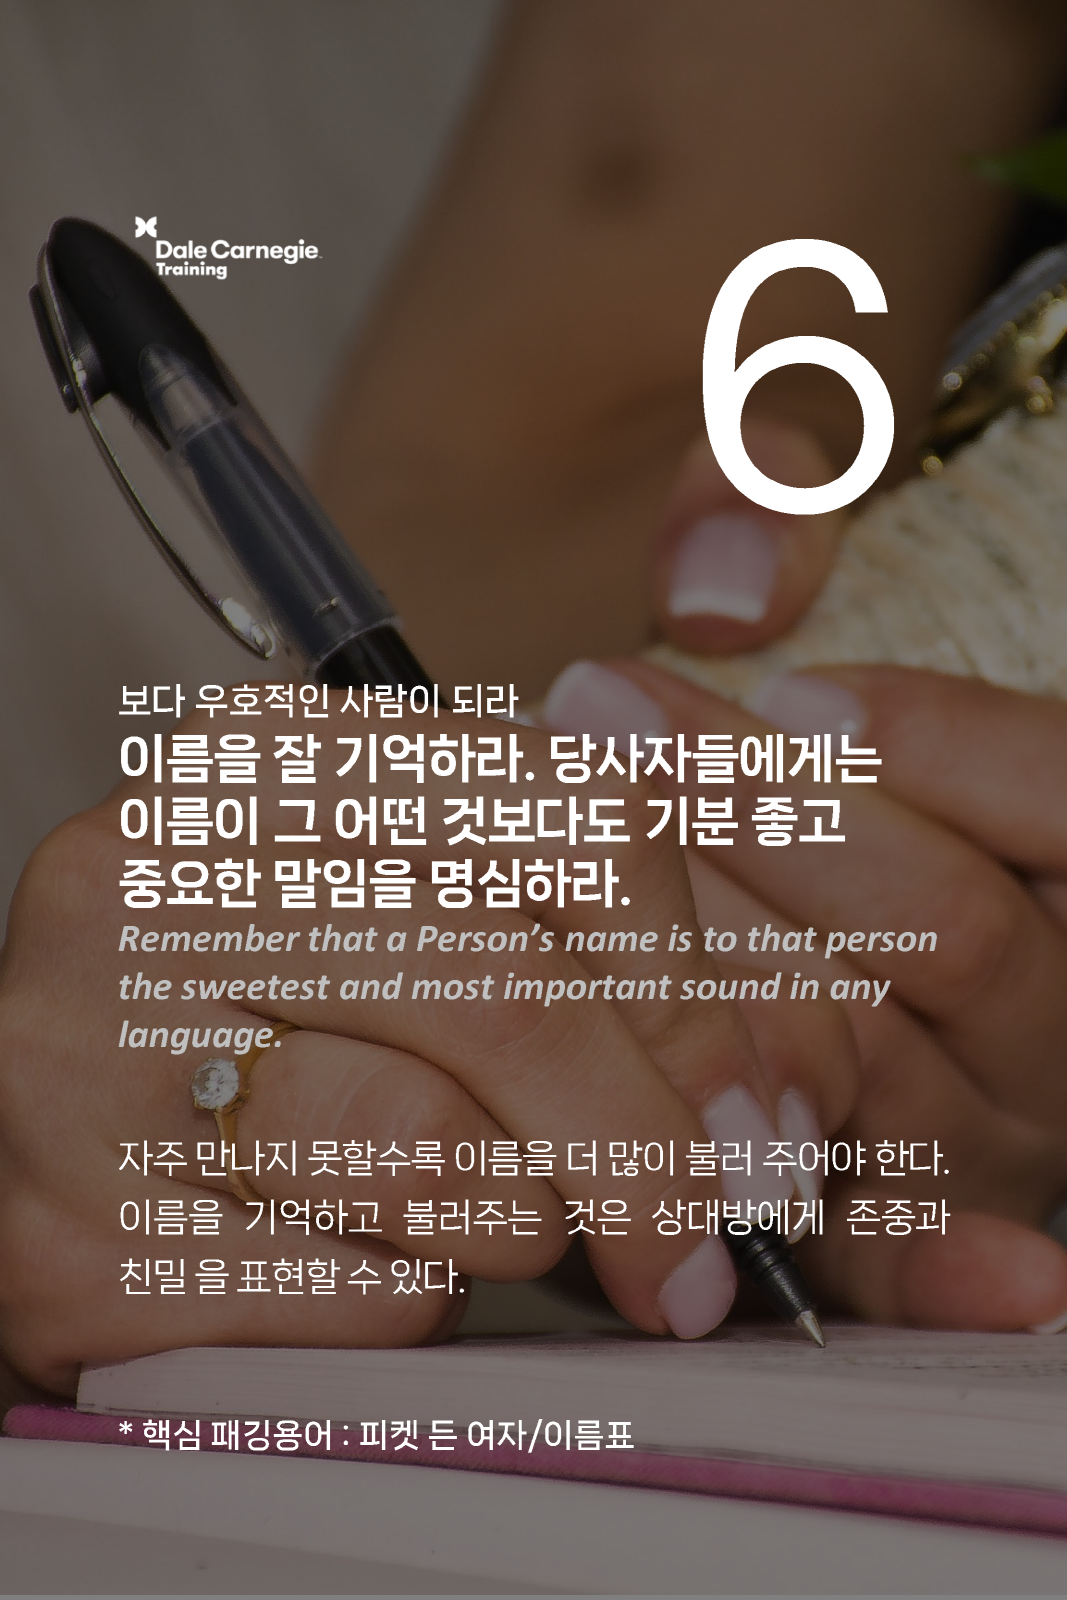 Dale Carnegie
Training
6
보다 우호적인 사람이 되라
이름을 잘 기억하라. 당사자들에게는
이름이 그 어떤 것보다도 기분 좋고
중요한 말임을 명심하라.
Remember that a Person’s name is to that person
the sweetest and most important sound in any
language.
자주 만나지 못할수록 이름을 더 많이 불러 주어야 한다.
이름을 기억하고 불러주는 것은 상대방에게 존중과
친밀 을 표현할 수 있다.
* 핵심 패깅용어 : 피켓 든 여자/이름표